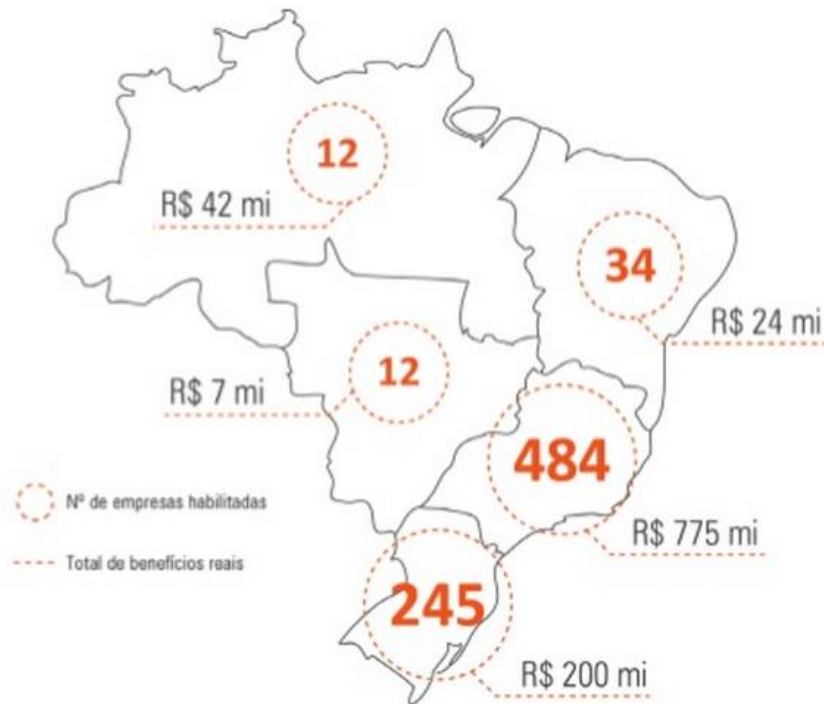 12
R$ 42 mi
34
R$ 24 mi
12
R$ 7 mi
484
R$ 775 mi
Nº de empresas habilitadas
Total de benefícios reais
245
R$ 200 mi